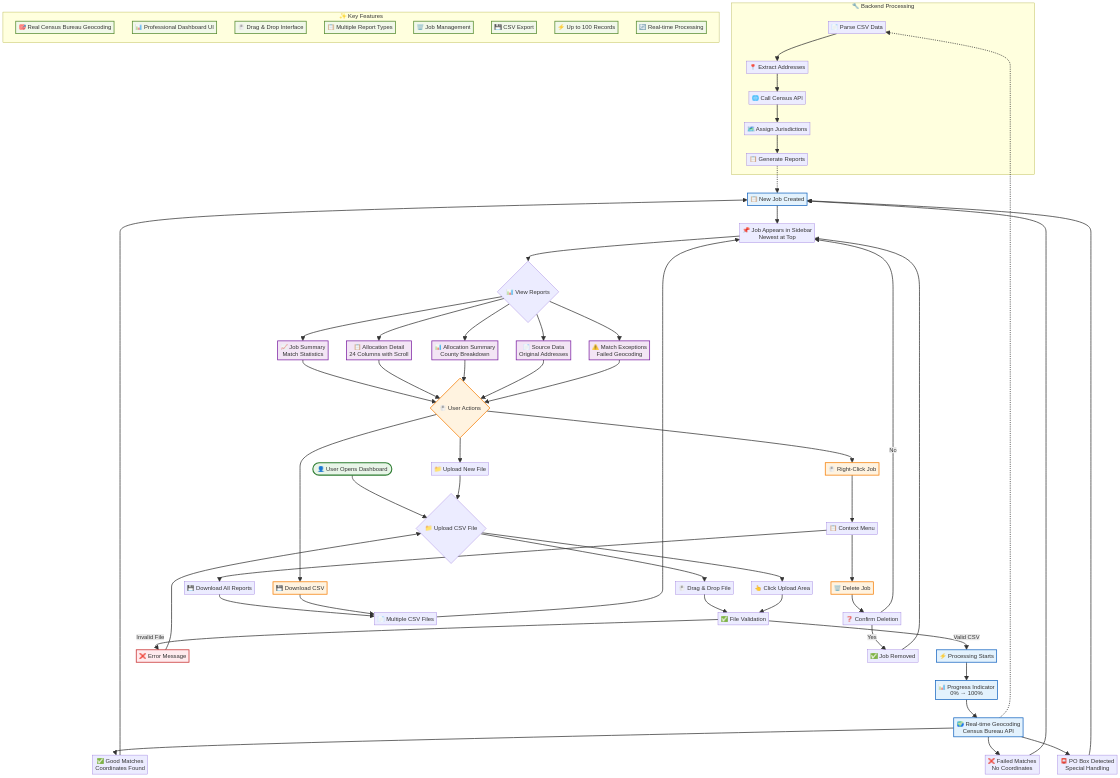 ✨ Key Features
🎯 Real Census Bureau Geocoding
📊 Professional Dashboard UI
🖱️ Drag & Drop Interface
📋 Multiple Report Types
🗑️ Job Management
💾 CSV Export
⚡ Up to 100 Records
🔄 Real-time Processing
🔧 Backend Processing
📄 Parse CSV Data
📍 Extract Addresses
🌐 Call Census API
🗺️ Assign Jurisdictions
📋 Generate Reports
📋 New Job Created
📌 Job Appears in Sidebar
Newest at Top
📊 View Reports
📈 Job Summary
Match Statistics
📋 Allocation Detail
24 Columns with Scroll
📊 Allocation Summary
County Breakdown
📄 Source Data
Original Addresses
⚠️ Match Exceptions
Failed Geocoding
🖱️ User Actions
👤 User Opens Dashboard
📁 Upload New File
🖱️ Right-Click Job
No
📁 Upload CSV File
📋 Context Menu
💾 Download All Reports
💾 Download CSV
🖱️ Drag & Drop File
👆 Click Upload Area
🗑️ Delete Job
📄 Multiple CSV Files
✅ File Validation
❓ Confirm Deletion
Invalid File
Yes
Valid CSV
❌ Error Message
✅ Job Removed
⚡ Processing Starts
📊 Progress Indicator
0% → 100%
🌍 Real-time Geocoding
Census Bureau API
✅ Good Matches
Coordinates Found
❌ Failed Matches
No Coordinates
📮 PO Box Detected
Special Handling